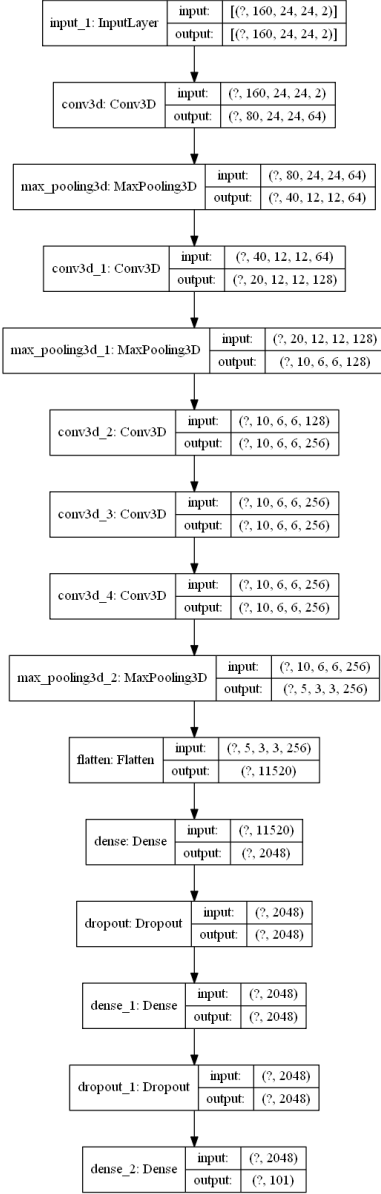 input_1: InputLayer input: [(?, 160, 24, 24, 2)]
output: [(?, 160, 24, 24, 2)]
conv3d: Conv3D input: (?, 160, 24, 24, 2)
output: (?, 80, 24, 24, 64)
max_pooling3d: MaxPooling3D input: (?, 80, 24, 24, 64)
output: (?, 40, 12, 12, 64)
conv3d_1: Conv3D input: (?, 40, 12, 12, 64)
output: (?, 20, 12, 12, 128)
max_pooling3d_1: MaxPooling3D input: (?, 20, 12, 12, 128)
output: (?, 10, 6, 6, 128)
conv3d_2: Conv3D input: (?, 10, 6, 6, 128)
output: (?, 10, 6, 6, 256)
conv3d_3: Conv3D input: (?, 10, 6, 6, 256)
output: (?, 10, 6, 6, 256)
conv3d_4: Conv3D input: (?, 10, 6, 6, 256)
output: (?, 10, 6, 6, 256)
max_pooling3d_2: MaxPooling3D input: (?, 10, 6, 6, 256)
output: (?, 5, 3, 3, 256)
flatten: Flatten input: (?, 5, 3, 3, 256)
output: (?, 11520)
dense: Dense input: (?, 11520)
output: (?, 2048)
dropout: Dropout input: (?, 2048)
output: (?, 2048)
dense_1: Dense input: (?, 2048)
output: (?, 2048)
dropout_1: Dropout input: (?, 2048)
output: (?, 2048)
dense_2: Dense input: (?, 2048)
output: (?, 101)